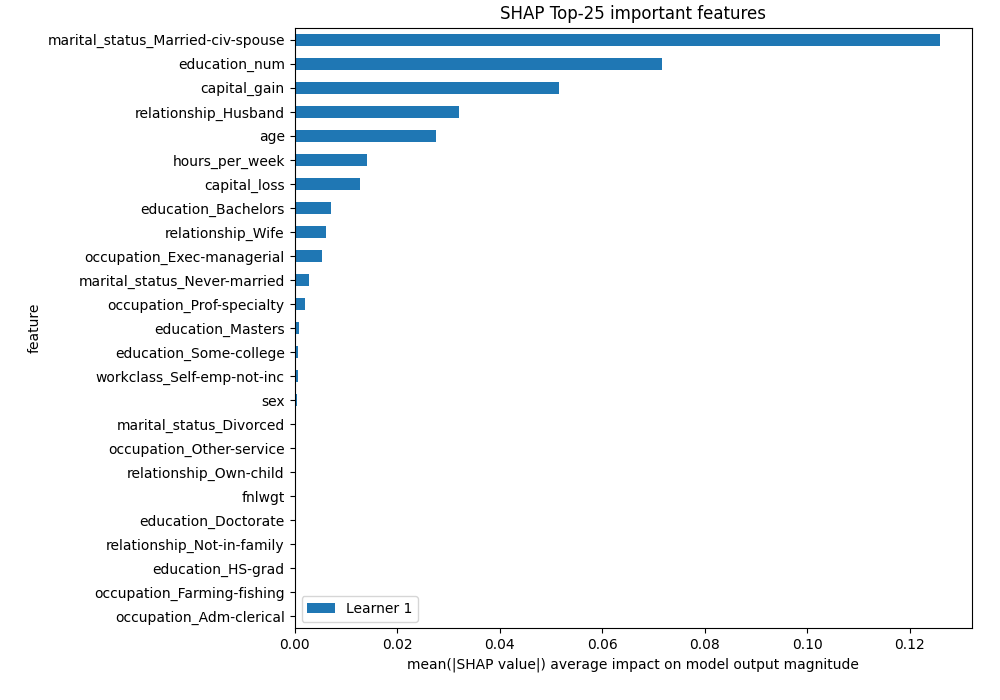 SHAP Top-25 important features
marital_status_Married-civ-spouse
education_num
capital_gain
relationship_Husband
age
hours_per_week
capital_loss
education_Bachelors
relationship_Wife
occupation_Exec-managerial
marital_status_Never-married
occupation_Prof-specialty
education_Masters
education_Some-college
workclass_Self-emp-not-inc
sex
marital_status_Divorced
occupation_Other-service
relationship_Own-child
fnlwgt
education_Doctorate
relationship_Not-in-family
education_HS-grad
occupation_Farming-fishing
occupation_Adm-clerical
feature
Learner 1
0.00 0.02 0.04 0.06 0.08 0.10 0.12
mean(|SHAP value|) average impact on model output magnitude